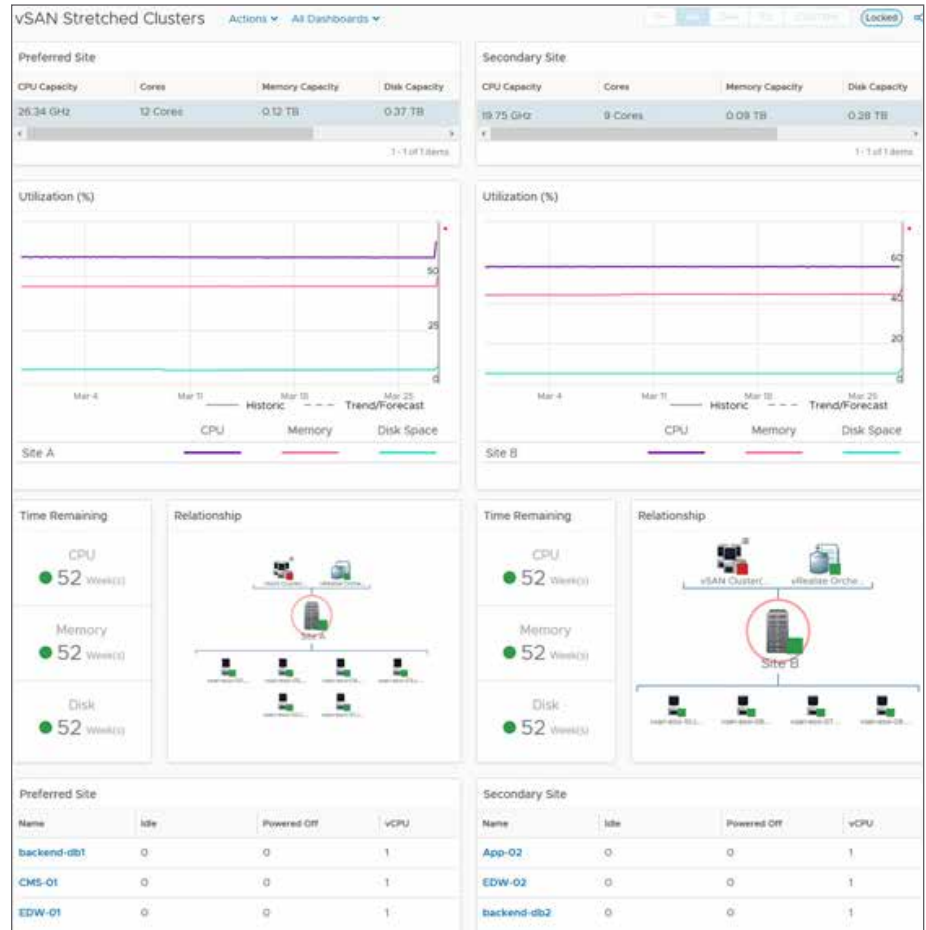 vSAN Stretched Clusters Actions All Dashboards Locked
Preferred Site
CPU Capacity Cores Memory Capacity Disk Capacity
26.34 GHz 12 Cores 0.12 TB 0.37 TB
1 - 1 of 1 items
Secondary Site
CPU Capacity Cores Memory Capacity Disk Capacity
19.75 GHz 9 Cores 0.09 TB 0.28 TB
1 - 1 of 1 items
Utilization (%)
50
25
0
Mar 4 Mar 11 Mar 18 Mar 25
Historic Trend/Forecast
CPU Memory Disk Space
Site A
Utilization (%)
60
40
20
0
Mar 4 Mar 11 Mar 18 Mar 25
Historic Trend/Forecast
CPU Memory Disk Space
Site B
Time Remaining
CPU
52 Week(s)
Memory
52 Week(s)
Disk
52 Week(s)
Relationship
vRealize Orche...
Site A
Time Remaining
CPU
52 Week(s)
Memory
52 Week(s)
Disk
52 Week(s)
Relationship
vSAN Cluster(... vRealize Orche...
Site B
Preferred Site
Name Idle Powered Off vCPU
backend-db1 0 0 1
CMS-01 0 0 1
EDW-01 0 0 1
Secondary Site
Name Idle Powered Off vCPU
App-02 0 0 1
EDW-02 0 0 1
backend-db2 0 0 1